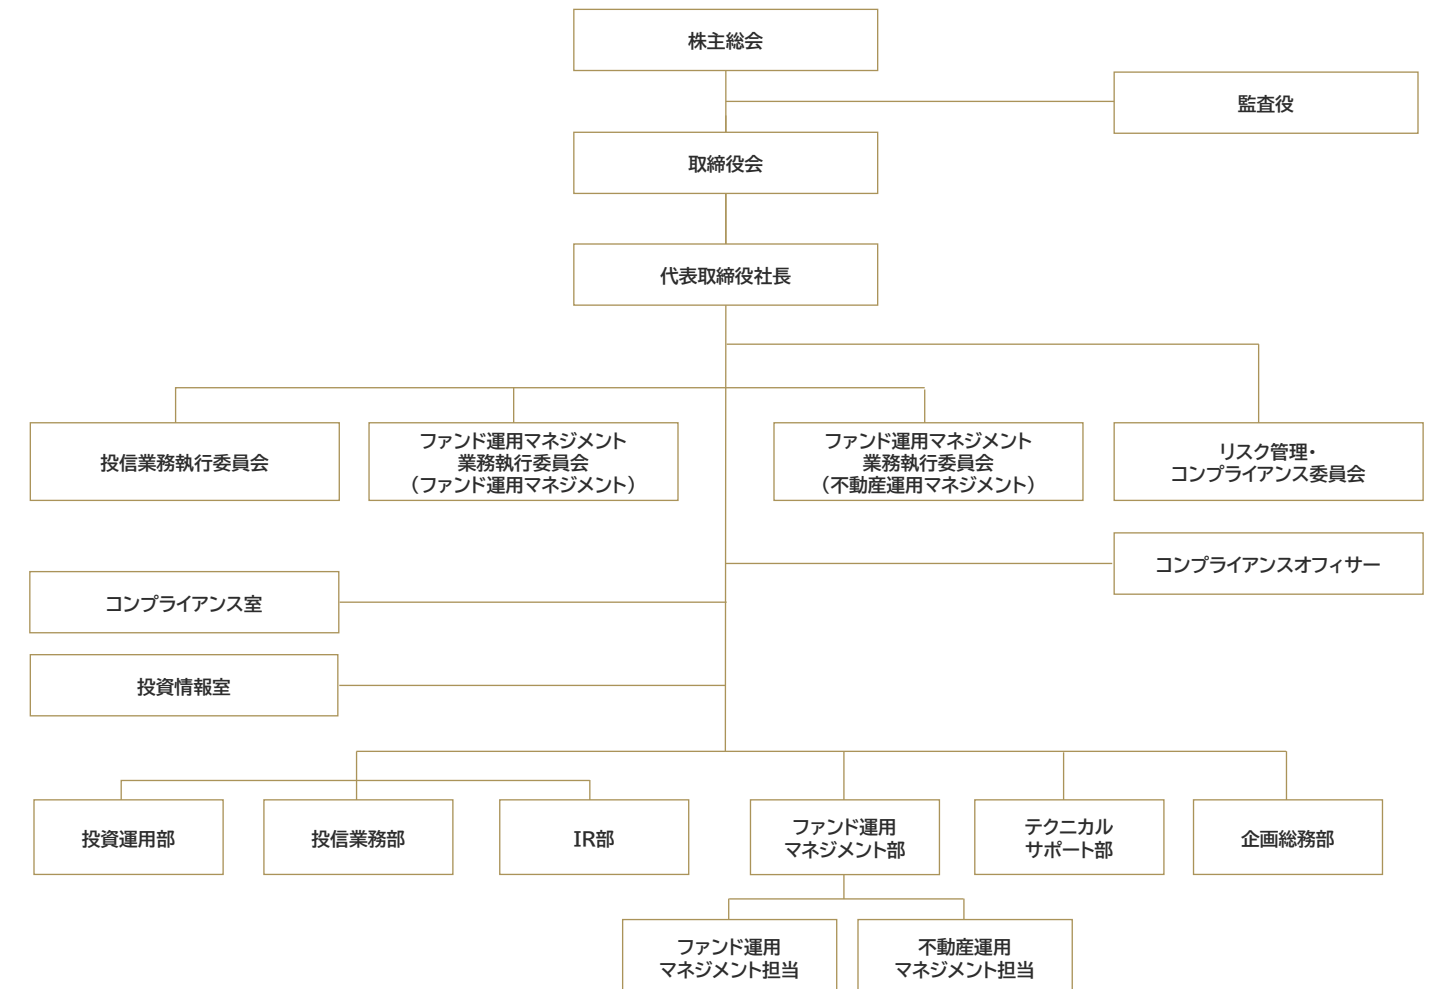 株主総会
監査役
取締役会
代表取締役社長
投信業務執行委員会
ファンド運用マネジメント
業務執行委員会
（ファンド運用マネジメント）
ファンド運用マネジメント
業務執行委員会
（不動産運用マネジメント）
リスク管理・
コンプライアンス委員会
コンプライアンスオフィサー
コンプライアンス室
投資情報室
投資運用部
投信業務部
IR部
ファンド運用
マネジメント部
テクニカル
サポート部
企画総務部
ファンド運用
マネジメント担当
不動産運用
マネジメント担当